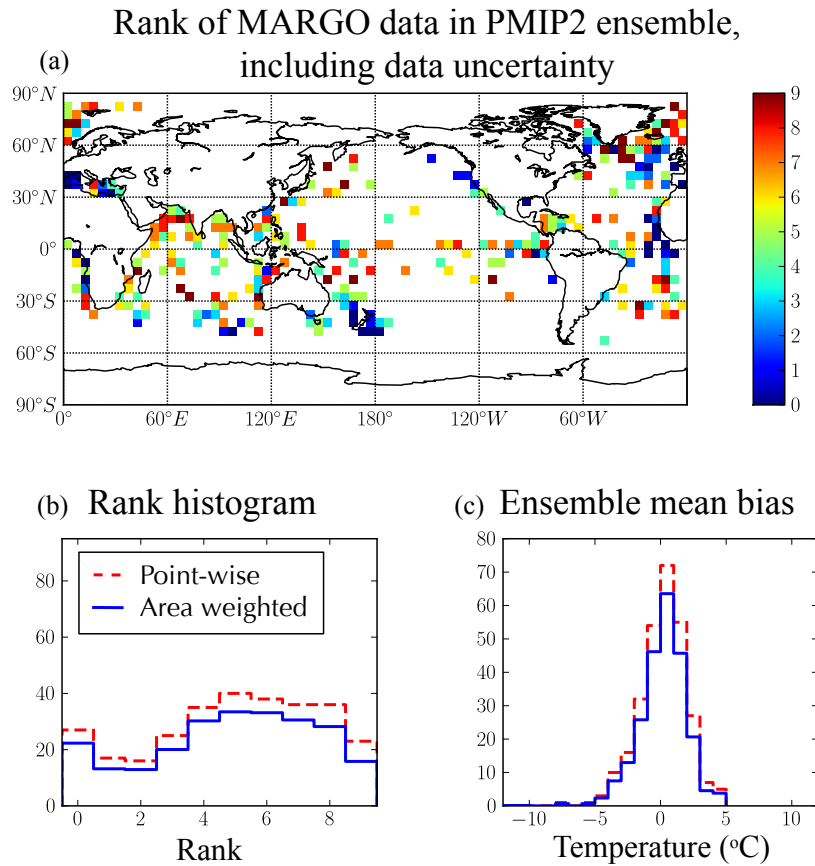 Rank of MARGO data in PMIP2 ensemble,
including data uncertainty
(a)
90°N
60°N
30°N
0°
30°S
60°S
90°S
0° 60°E 120°E 180° 120°W 60°W
9
8
7
6
5
4
3
2
1
0
(b) Rank histogram
80
60
40
20
0
Point-wise
Area weighted
0 2 4 6 8
Rank
(c) Ensemble mean bias
80
70
60
50
40
30
20
10
0
−10 −5 0 5 10
Temperature (°C)